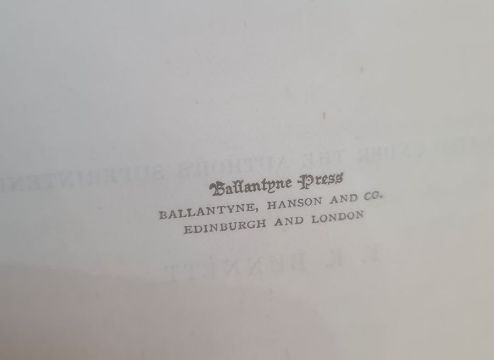 Ballantyne Press
BALLANTYNE, HANSON AND CO.
EDINBURGH AND LONDON